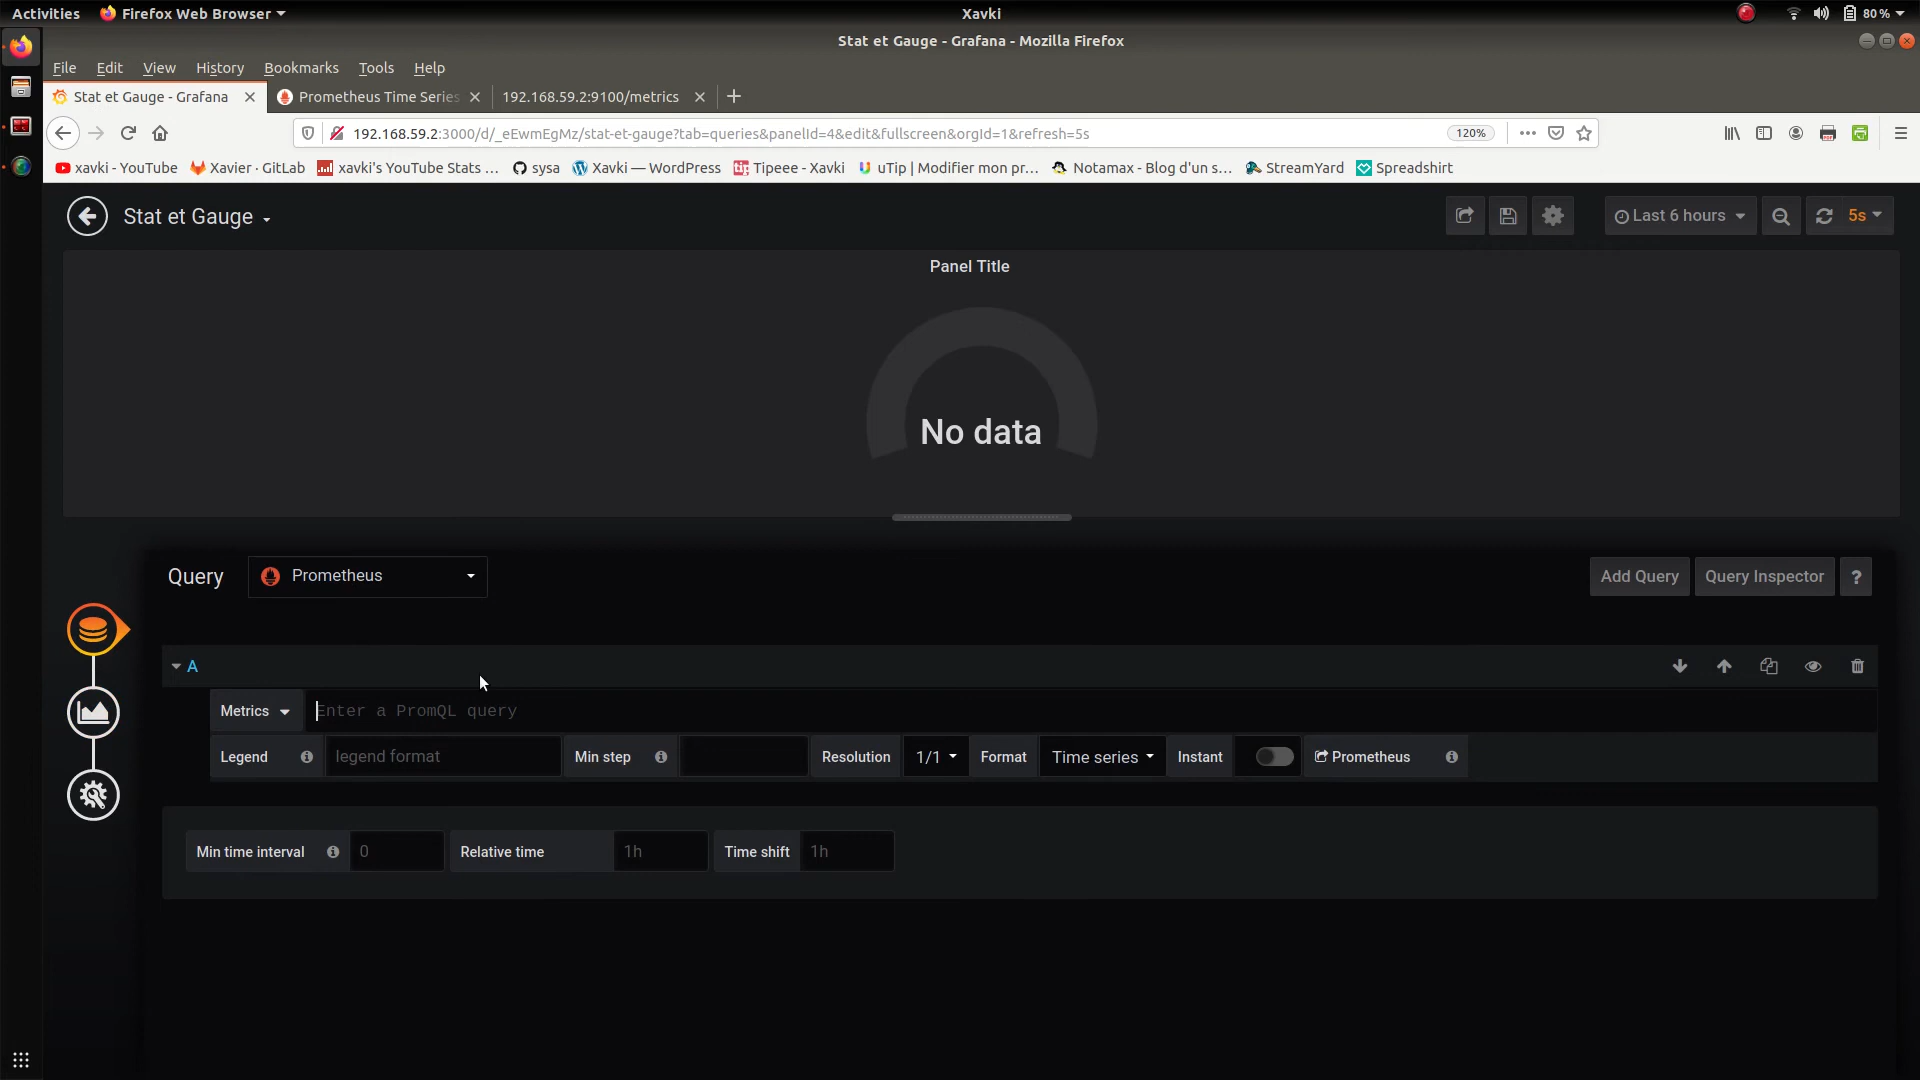 Activities Firefox Web Browser Xavki 80 %
Stat et Gauge - Grafana - Mozilla Firefox
File Edit View History Bookmarks Tools Help
Stat et Gauge - Grafana Prometheus Time Series 192.168.59.2:9100/metrics
192.168.59.2:3000/d/_eEwmEgMz/stat-et-gauge?tab=queries&panelId=4&edit&fullscreen&orgId=1&refresh=5s 120%
xavki - YouTube Xavier · GitLab xavki's YouTube Stats ... sysa Xavki — WordPress Tipeee - Xavki uTip | Modifier mon pr... Notamax - Blog d'un s... StreamYard Spreadshirt
Stat et Gauge Last 6 hours 5s
Panel Title
No data
Query Prometheus Add Query Query Inspector ?
A
Metrics Enter a PromQL query
Legend legend format Min step Resolution 1/1 Format Time series Instant Prometheus
Min time interval 0 Relative time 1h Time shift 1h